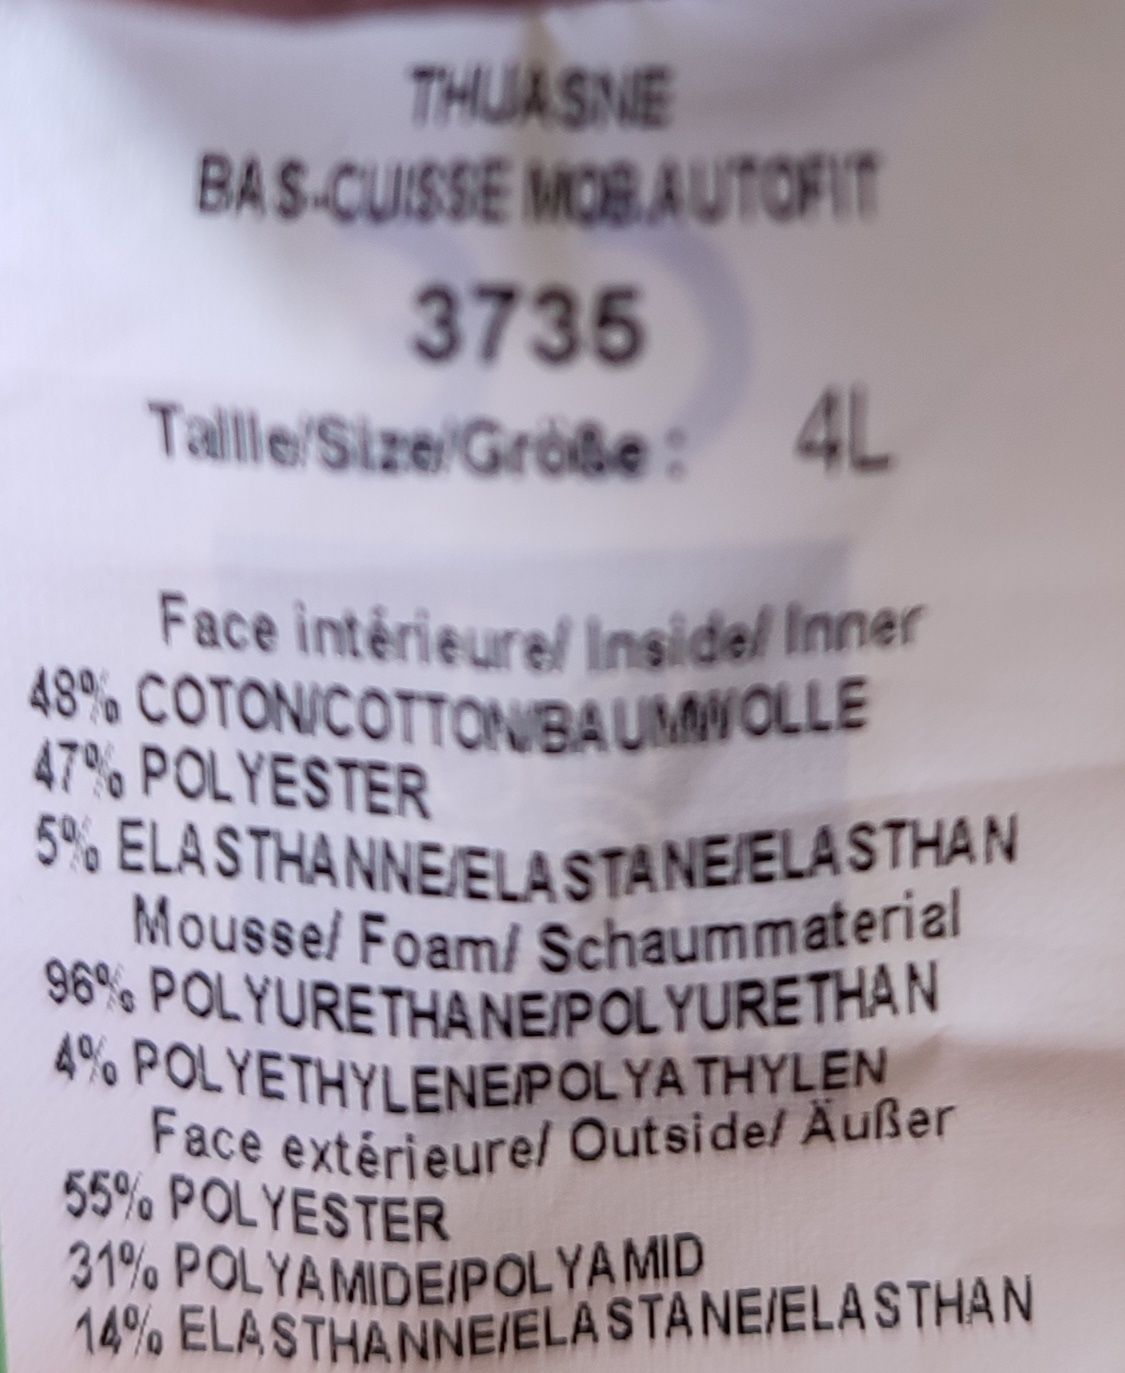 THUASNE
BAS-CUISSE MOB.AUTOFIT
3735
Taille/Size/Größe : 4L
Face intérieure/ Inside/ Inner
48% COTON/COTTON/BAUMWOLLE
47% POLYESTER
5% ELASTHANNE/ELASTANE/ELASTHAN
Mousse/ Foam/ Schaummaterial
96% POLYURETHANE/POLYURETHAN
4% POLYETHYLENE/POLYATHYLEN
Face extérieure/ Outside/ Äußer
55% POLYESTER
31% POLYAMIDE/POLYAMID
14% ELASTHANNE/ELASTANE/ELASTHAN